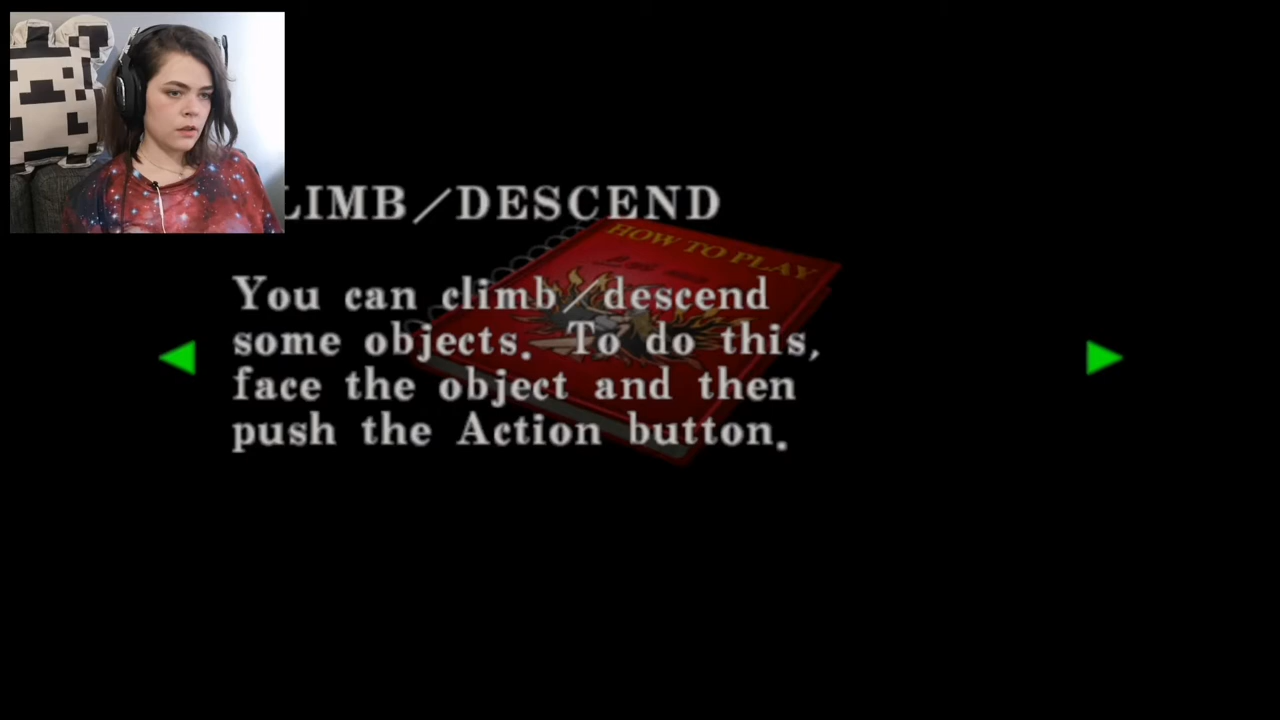 LIMB/DESCEND
HOW TO PLAY
You can climb/descend
some objects. To do this,
face the object and then
push the Action button.